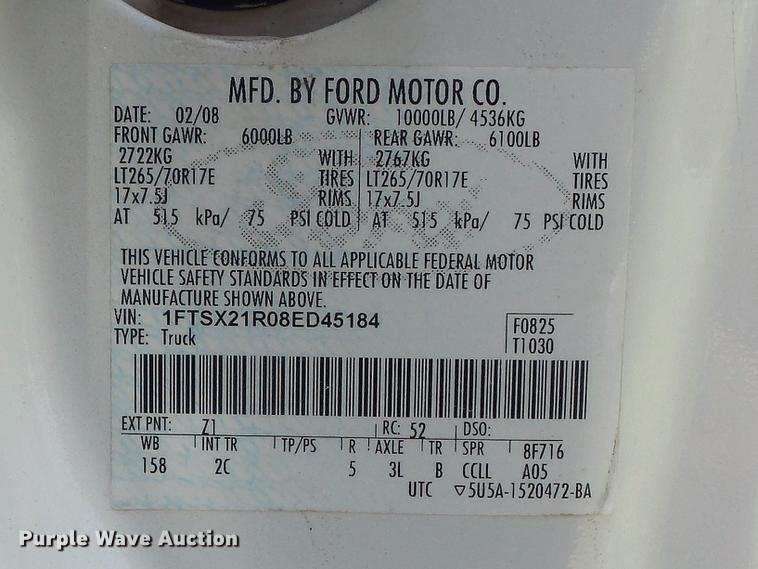 MFD. BY FORD MOTOR CO.
DATE: 02/08 GVWR: 10000LB/ 4536KG
FRONT GAWR: 6000LB REAR GAWR: 6100LB
2722KG WITH 2767KG WITH
LT265/70R17E TIRES LT265/70R17E TIRES
17x7.5J RIMS 17x7.5J RIMS
AT 515 kPa/ 75 PSI COLD AT 515 kPa/ 75 PSI COLD
THIS VEHICLE CONFORMS TO ALL APPLICABLE FEDERAL MOTOR
VEHICLE SAFETY STANDARDS IN EFFECT ON THE DATE OF
MANUFACTURE SHOWN ABOVE.
VIN: 1FTSX21R08ED45184 F0825
TYPE: Truck T1030
EXT PNT: Z1 RC: 52 DSO:
WB INT TR TP/PS R AXLE TR SPR 8F716
158 2C 5 3L B CCLL A05
UTC ▽5U5A-1520472-BA
Purple Wave Auction